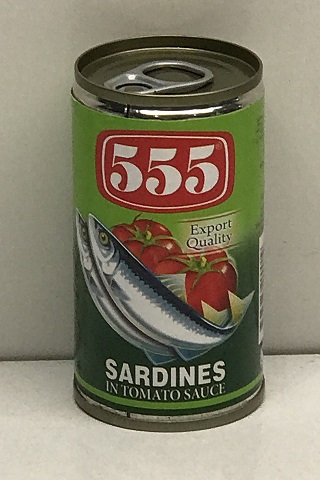 555
Export
Quality
SARDINES
IN TOMATO SAUCE